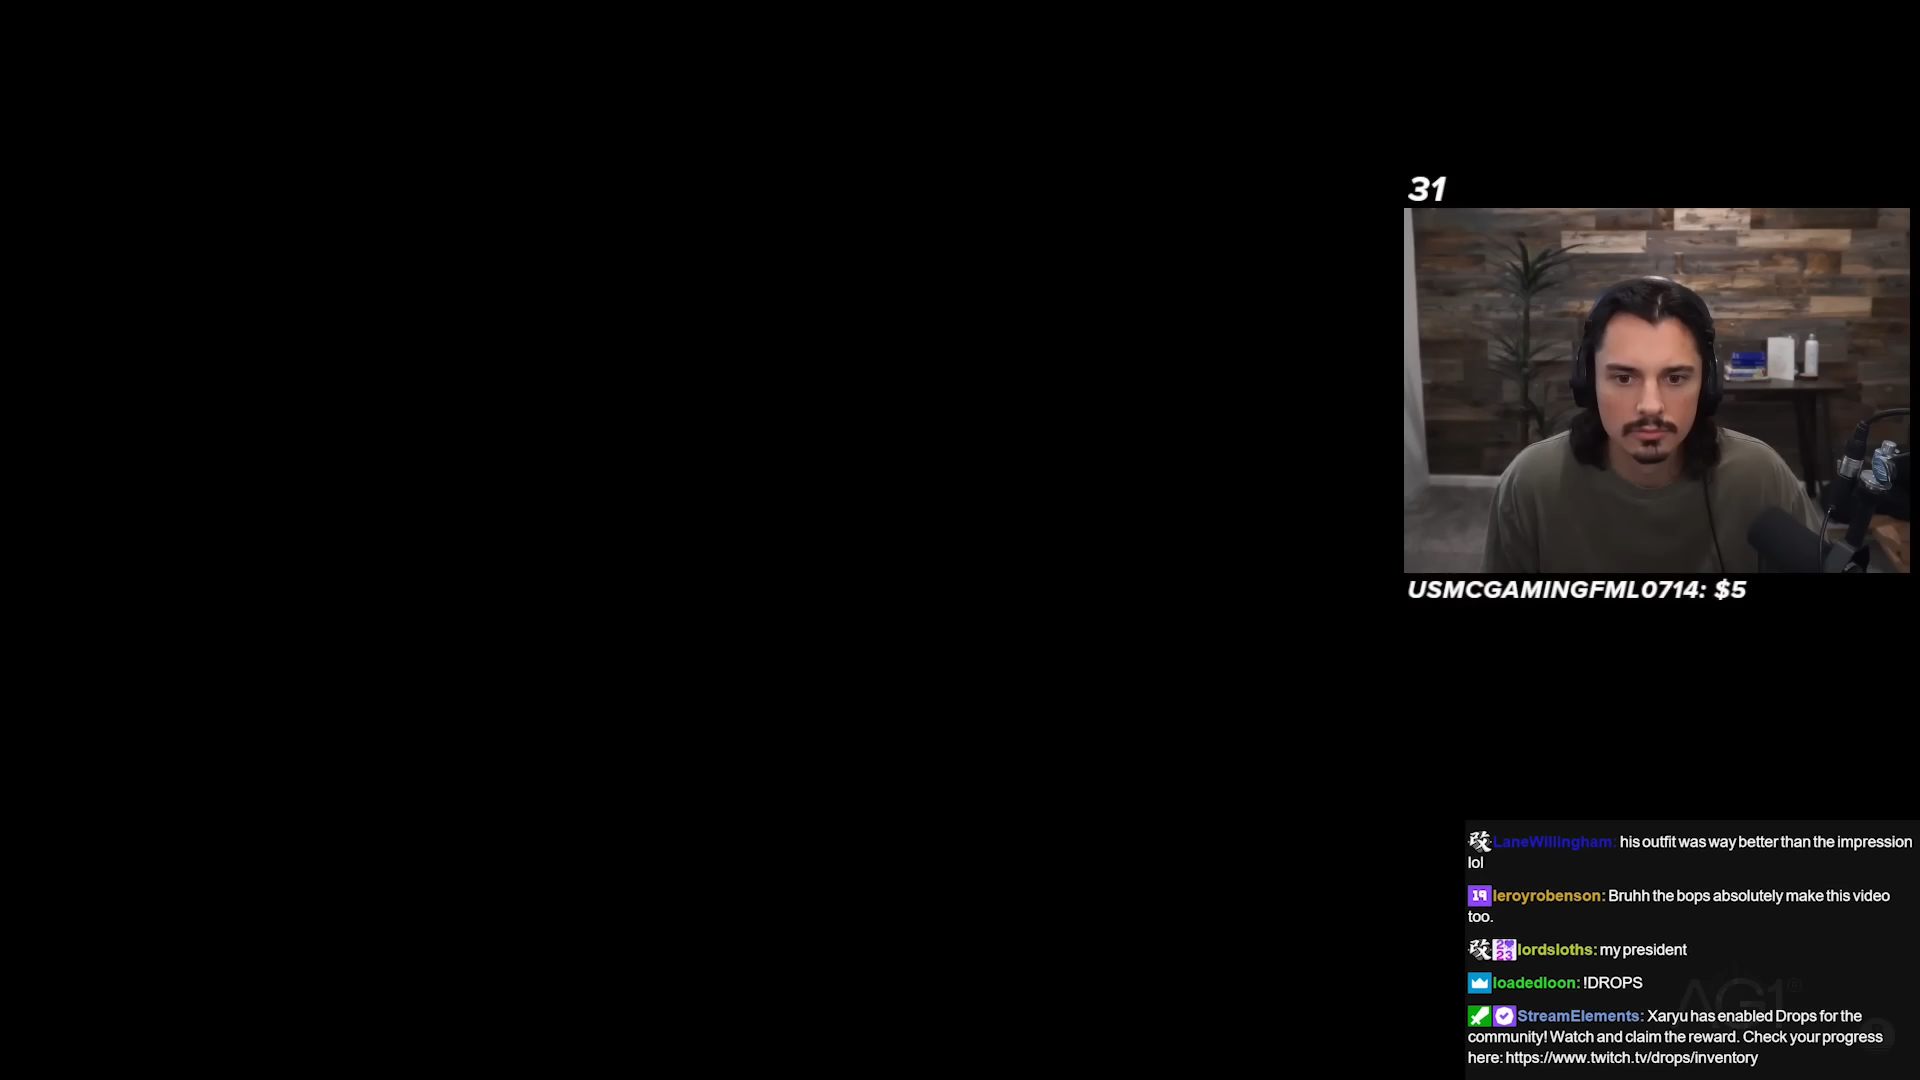 31
USMCGAMINGFML0714: $5
LaneWillingham: his outfit was way better than the impression
lol
19 leroyrobenson: Bruhh the bops absolutely make this video
too.
lordsloths: my president
loadedloon: !DROPS
AG1
StreamElements: Xaryu has enabled Drops for the
community! Watch and claim the reward. Check your progress
here: https://www.twitch.tv/drops/inventory